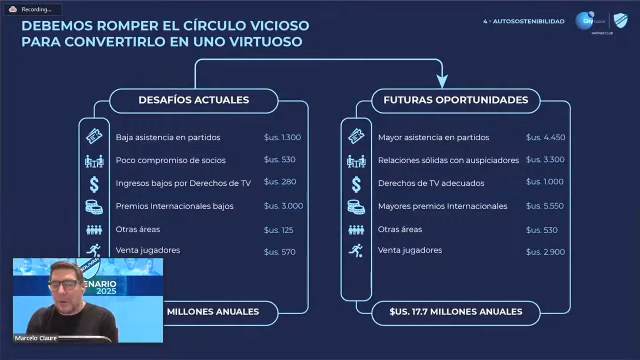 Recording...
DEBEMOS ROMPER EL CÍRCULO VICIOSO
PARA CONVERTIRLO EN UNO VIRTUOSO
4 - AUTOSOSTENIBILIDAD
City
PARTNER CLUB
DESAFÍOS ACTUALES
Baja asistencia en partidos $us. 1.300
Poco compromiso de socios $us. 530
Ingresos bajos por Derechos de TV $us. 280
Premios Internacionales bajos $us. 3.000
Otras áreas $us. 125
Venta jugadores $us. 570
MILLONES ANUALES
FUTURAS OPORTUNIDADES
Mayor asistencia en partidos $us. 4.450
Relaciones sólidas con auspiciadores $us. 3.300
Derechos de TV adecuados $us. 1.000
Mayores premios Internacionales $us. 5.550
Otras áreas $us. 530
Venta jugadores $us. 2.900
$US. 17.7 MILLONES ANUALES
BOLIVAR
ENARIO
2025
Marcelo Claure